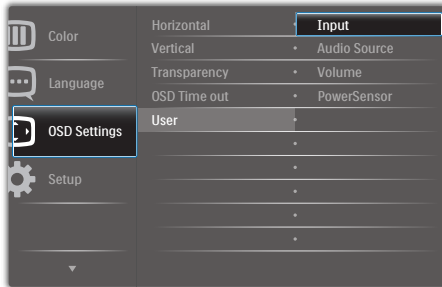 Color
Language
OSD Settings
Setup
Horizontal
Vertical
Transparency
OSD Time out
User
Input
Audio Source
Volume
PowerSensor